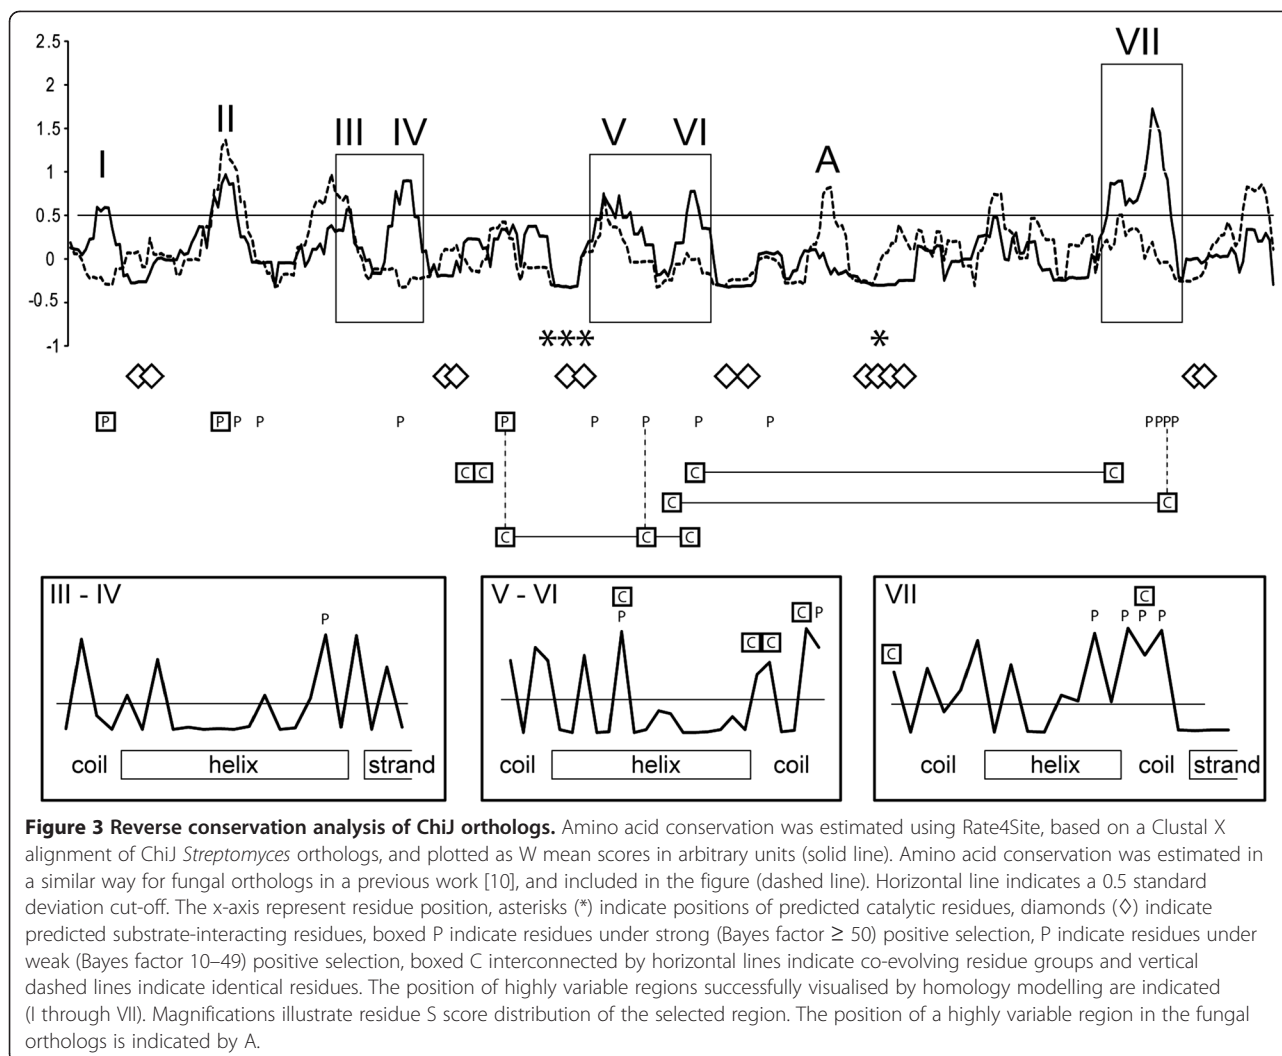 2.5
2
1.5
1
0.5
0
-0.5
-1
I
II
III IV
V VI
A
VII
*** *
◇◇ ◇◇ ◇◇ ◇◇ ◇◇◇◇ ◇◇
P P P P P P P P P P PPPP
C C C C
C C
C C C
III - IV
P
coil helix strand
V - VI
C
P
C C
C P
coil helix coil
VII
C
C
P P P P
coil helix coil strand
Figure 3 Reverse conservation analysis of ChiJ orthologs. Amino acid conservation was estimated using Rate4Site, based on a Clustal X
alignment of ChiJ Streptomyces orthologs, and plotted as W mean scores in arbitrary units (solid line). Amino acid conservation was estimated in
a similar way for fungal orthologs in a previous work [10], and included in the figure (dashed line). Horizontal line indicates a 0.5 standard
deviation cut-off. The x-axis represent residue position, asterisks (*) indicate positions of predicted catalytic residues, diamonds (◇) indicate
predicted substrate-interacting residues, boxed P indicate residues under strong (Bayes factor ≥ 50) positive selection, P indicate residues under
weak (Bayes factor 10–49) positive selection, boxed C interconnected by horizontal lines indicate co-evolving residue groups and vertical
dashed lines indicate identical residues. The position of highly variable regions successfully visualised by homology modelling are indicated
(I through VII). Magnifications illustrate residue S score distribution of the selected region. The position of a highly variable region in the fungal
orthologs is indicated by A.